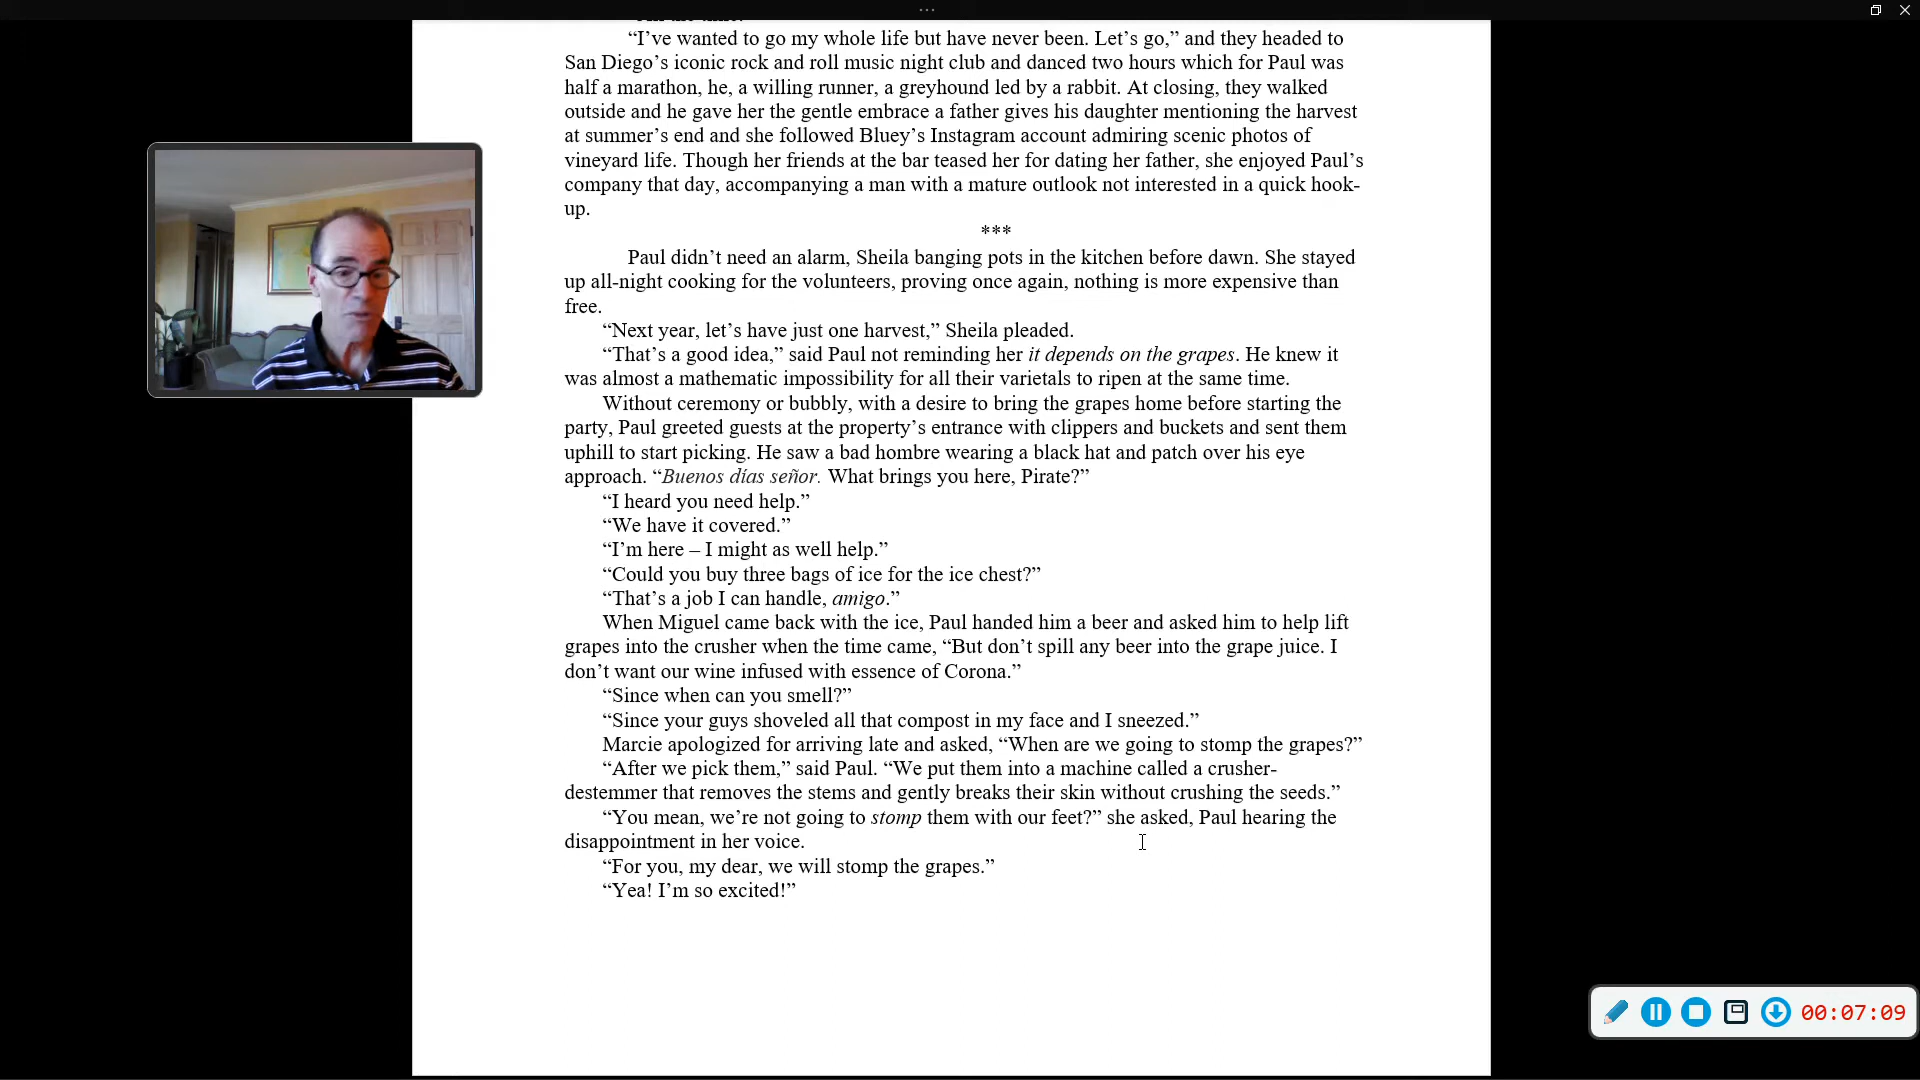 “I’ve wanted to go my whole life but have never been. Let’s go,” and they headed to
San Diego’s iconic rock and roll music night club and danced two hours which for Paul was
half a marathon, he, a willing runner, a greyhound led by a rabbit. At closing, they walked
outside and he gave her the gentle embrace a father gives his daughter mentioning the harvest
at summer’s end and she followed Bluey’s Instagram account admiring scenic photos of
vineyard life. Though her friends at the bar teased her for dating her father, she enjoyed Paul’s
company that day, accompanying a man with a mature outlook not interested in a quick hook-
up.
***
Paul didn’t need an alarm, Sheila banging pots in the kitchen before dawn. She stayed
up all-night cooking for the volunteers, proving once again, nothing is more expensive than
free.
“Next year, let’s have just one harvest,” Sheila pleaded.
“That’s a good idea,” said Paul not reminding her it depends on the grapes. He knew it
was almost a mathematic impossibility for all their varietals to ripen at the same time.
Without ceremony or bubbly, with a desire to bring the grapes home before starting the
party, Paul greeted guests at the property’s entrance with clippers and buckets and sent them
uphill to start picking. He saw a bad hombre wearing a black hat and patch over his eye
approach. “Buenos días señor. What brings you here, Pirate?”
“I heard you need help.”
“We have it covered.”
“I’m here – I might as well help.”
“Could you buy three bags of ice for the ice chest?”
“That’s a job I can handle, amigo.”
When Miguel came back with the ice, Paul handed him a beer and asked him to help lift
grapes into the crusher when the time came, “But don’t spill any beer into the grape juice. I
don’t want our wine infused with essence of Corona.”
“Since when can you smell?”
“Since your guys shoveled all that compost in my face and I sneezed.”
Marcie apologized for arriving late and asked, “When are we going to stomp the grapes?”
“After we pick them,” said Paul. “We put them into a machine called a crusher-
destemmer that removes the stems and gently breaks their skin without crushing the seeds.”
“You mean, we’re not going to stomp them with our feet?” she asked, Paul hearing the
disappointment in her voice.
“For you, my dear, we will stomp the grapes.”
“Yea! I’m so excited!”
00:07:09